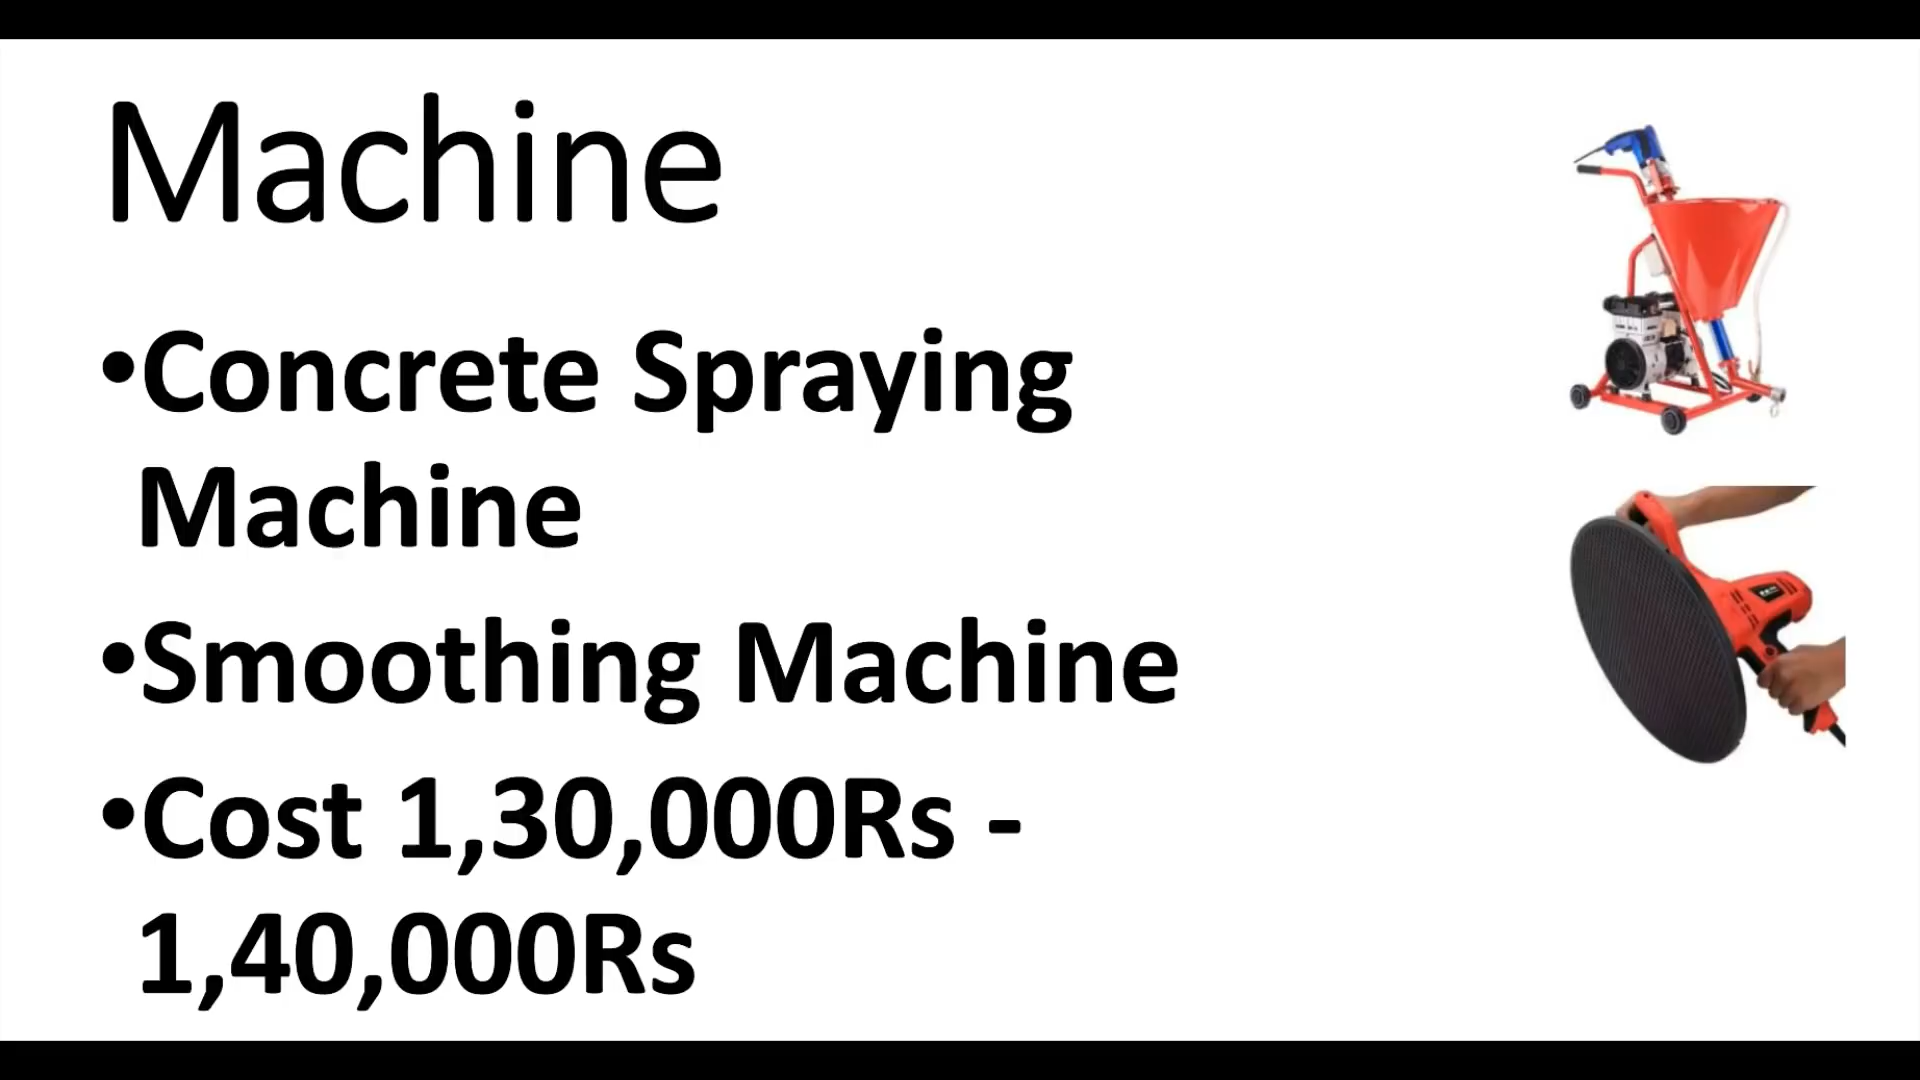 Machine
•Concrete Spraying
Machine
•Smoothing Machine
•Cost 1,30,000Rs -
1,40,000Rs